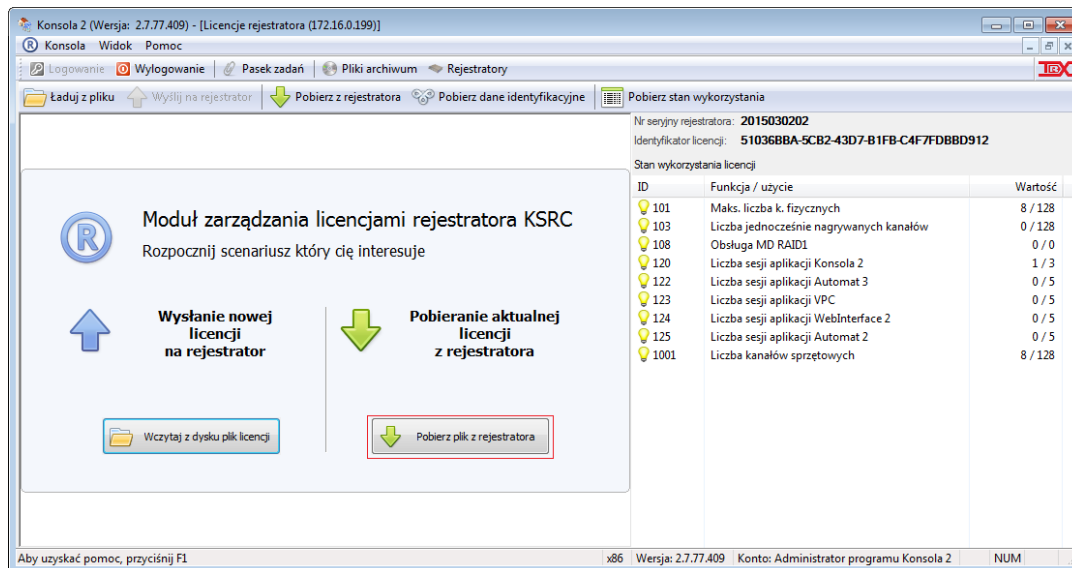 Konsola 2 (Wersja: 2.7.77.409) - [Licencje rejestratora (172.16.0.199)]
Konsola Widok Pomoc
Logowanie Wylogowanie Pasek zadań Pliki archiwum Rejestratory
TRX
Ładuj z pliku Wyślij na rejestrator Pobierz z rejestratora Pobierz dane identyfikacyjne Pobierz stan wykorzystania
Nr seryjny rejestratora: 2015030202
Identyfikator licencji: 51036BBA-5CB2-43D7-B1FB-C4F7FDBBD912
Stan wykorzystania licencji
ID Funkcja / użycie Wartość
101 Maks. liczba k. fizycznych 8 / 128
103 Liczba jednocześnie nagrywanych kanałów 0 / 128
108 Obsługa MD RAID1 0 / 0
120 Liczba sesji aplikacji Konsola 2 1 / 3
122 Liczba sesji aplikacji Automat 3 0 / 5
123 Liczba sesji aplikacji VPC 0 / 5
124 Liczba sesji aplikacji WebInterface 2 0 / 5
125 Liczba sesji aplikacji Automat 2 0 / 5
1001 Liczba kanałów sprzętowych 8 / 128
R
Moduł zarządzania licencjami rejestratora KSRC
Rozpocznij scenariusz który cię interesuje
Wysłanie nowej
licencji
na rejestrator
Wczytaj z dysku plik licencji
Pobieranie aktualnej
licencji
z rejestratora
Pobierz plik z rejestratora
Aby uzyskać pomoc, przyciśnij F1
x86 Wersja: 2.7.77.409 Konto: Administrator programu Konsola 2 NUM